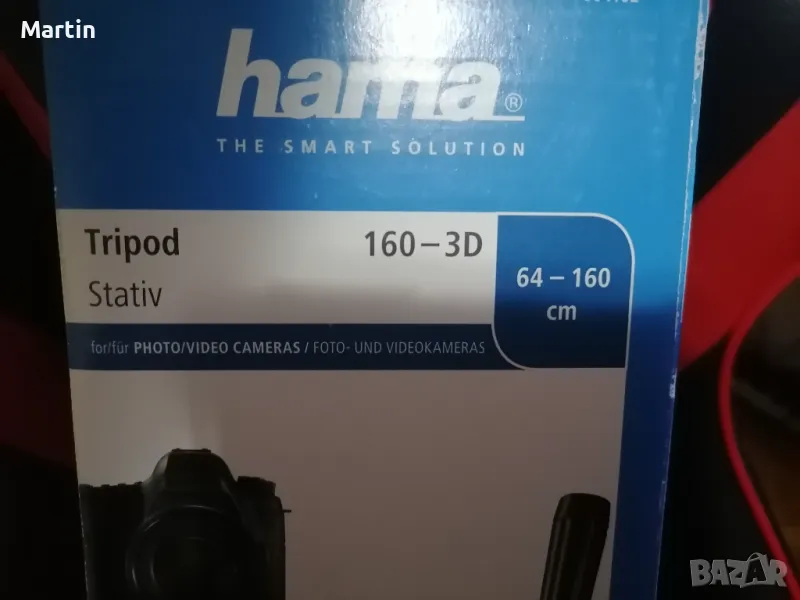 Martin
hama®
THE SMART SOLUTION
Tripod 160–3D
Stativ
64 – 160
cm
for/für PHOTO/VIDEO CAMERAS / FOTO- UND VIDEOKAMERAS
BAZAR